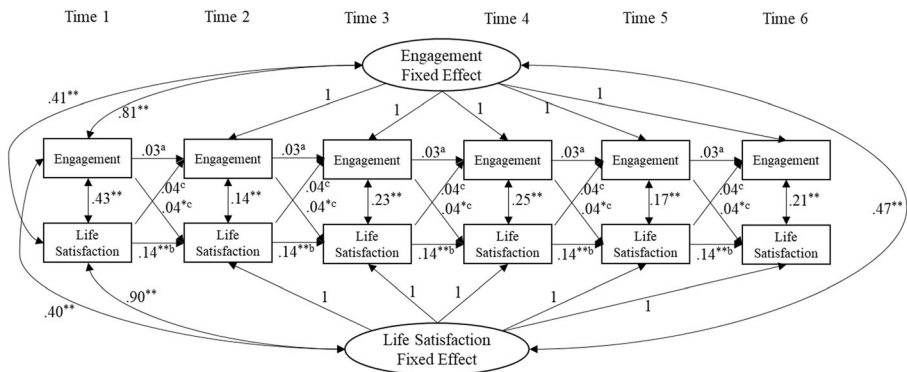 Time 1 Time 2 Time 3 Time 4 Time 5 Time 6
Engagement
Fixed Effect
.41**
.81**
1 1 1 1 1
Engagement .03ᵃ Engagement .03ᵃ Engagement .03ᵃ Engagement .03ᵃ Engagement .03ᵃ Engagement
.04ᶜ .04ᶜ .04ᶜ .04ᶜ .04ᶜ
.43** .14** .23** .25** .17** .21** .47**
.04*ᶜ .04*ᶜ .04*ᶜ .04*ᶜ .04*ᶜ
Life
Satisfaction
Life
Satisfaction
Life
Satisfaction
Life
Satisfaction
Life
Satisfaction
Life
Satisfaction
.14**ᵇ .14**ᵇ .14**ᵇ .14**ᵇ .14**ᵇ
.40** .90**
1 1 1 1 1
Life Satisfaction
Fixed Effect